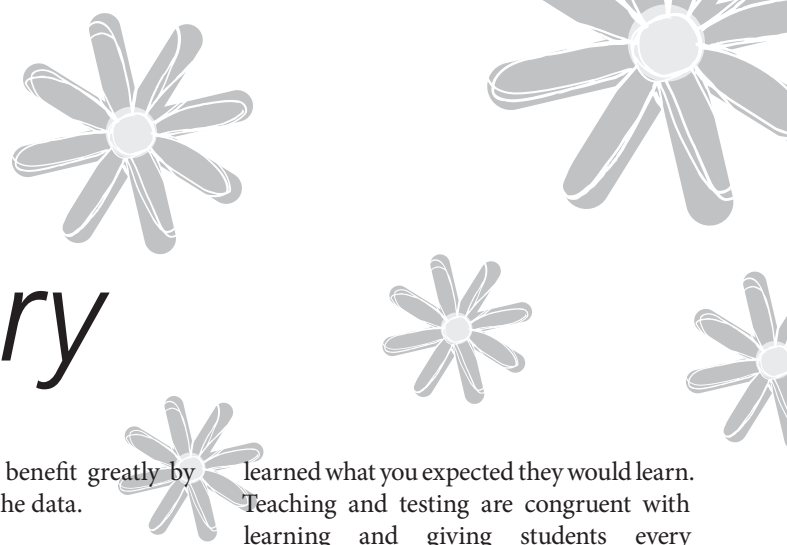 ry
benefit greatly by
he data.
learned what you expected they would learn.
Teaching and testing are congruent with
learning and giving students every